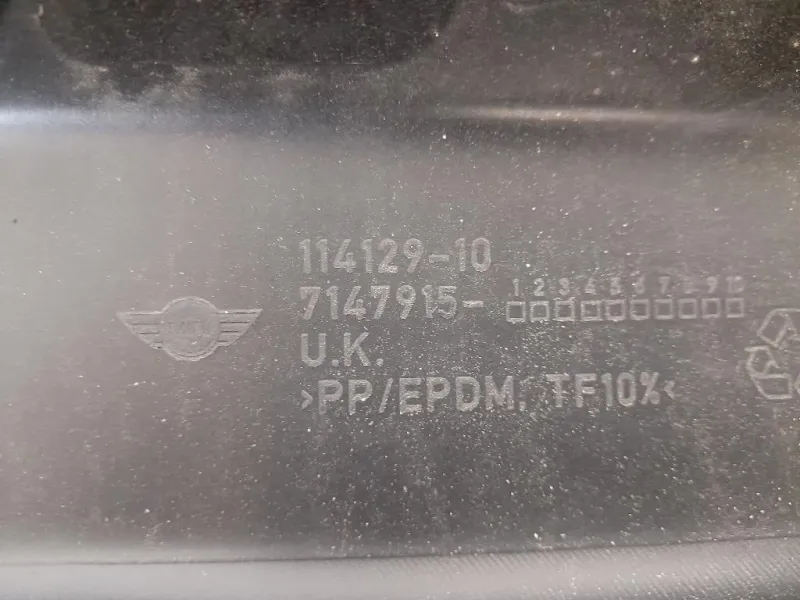 114129-10
7147915- 1 2 3 4 5 6 7 8 9 10
U.K.
>PP/EPDM. TF10%<